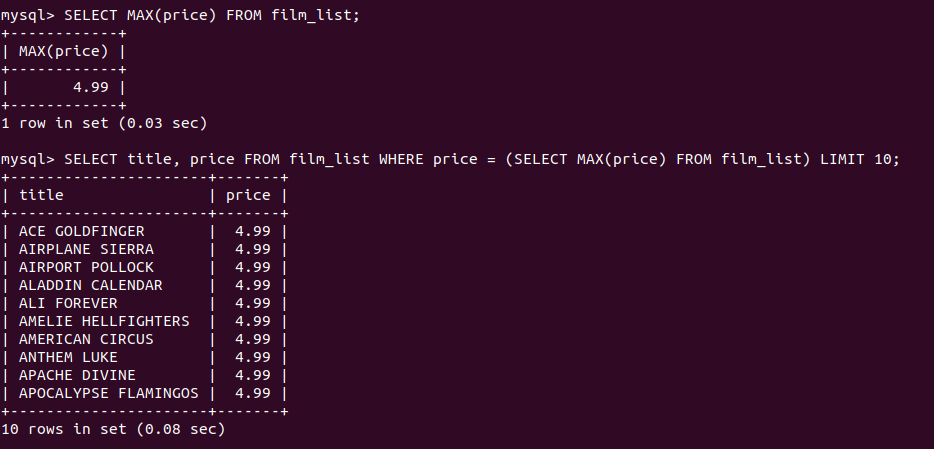 mysql> SELECT MAX(price) FROM film_list;
+------------+
| MAX(price) |
+------------+
|       4.99 |
+------------+
1 row in set (0.03 sec)

mysql> SELECT title, price FROM film_list WHERE price = (SELECT MAX(price) FROM film_list) LIMIT 10;
+----------------------+-------+
| title                | price |
+----------------------+-------+
| ACE GOLDFINGER       |  4.99 |
| AIRPLANE SIERRA      |  4.99 |
| AIRPORT POLLOCK      |  4.99 |
| ALADDIN CALENDAR     |  4.99 |
| ALI FOREVER          |  4.99 |
| AMELIE HELLFIGHTERS  |  4.99 |
| AMERICAN CIRCUS      |  4.99 |
| ANTHEM LUKE          |  4.99 |
| APACHE DIVINE        |  4.99 |
| APOCALYPSE FLAMINGOS |  4.99 |
+----------------------+-------+
10 rows in set (0.08 sec)